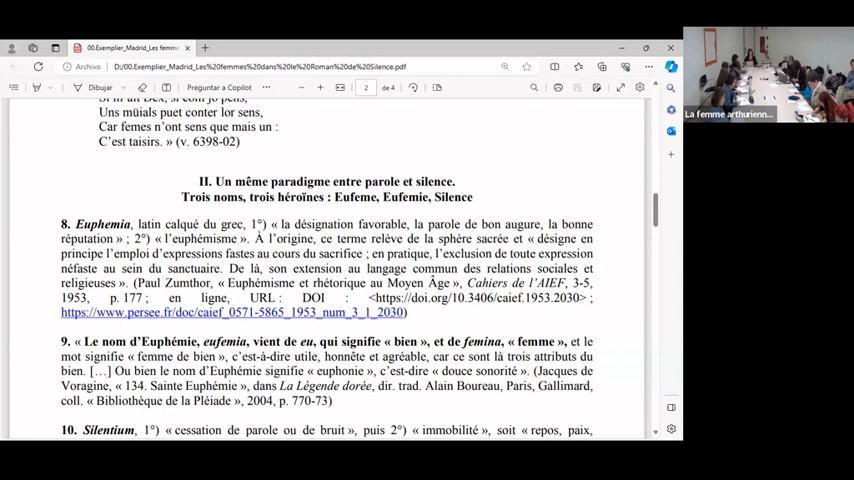 00.Exemplier_Madrid_Les femme
Archivo
D:/00.Exemplier_Madrid_Les%20femmes%20dans%20le%20Roman%20de%20Silence.pdf
Dibujar
Preguntar a Copilot
2 de 4
Si m'ait Dex, si com jo pens,
Uns müials puet conter lor sens,
Car femes n'ont sens que mais un :
C'est taisirs. » (v. 6398-02)
II. Un même paradigme entre parole et silence.
Trois noms, trois héroïnes : Eufeme, Eufemie, Silence
8. Euphemia, latin calqué du grec, 1°) « la désignation favorable, la parole de bon augure, la bonne
réputation » ; 2°) « l'euphémisme ». À l'origine, ce terme relève de la sphère sacrée et « désigne en
principe l'emploi d'expressions fastes au cours du sacrifice ; en pratique, l'exclusion de toute expression
néfaste au sein du sanctuaire. De là, son extension au langage commun des relations sociales et
religieuses ». (Paul Zumthor, « Euphémisme et rhétorique au Moyen Âge », Cahiers de l'AIEF, 3-5,
1953, p. 177 ; en ligne, URL : DOI : <https://doi.org/10.3406/caief.1953.2030> ;
https://www.persee.fr/doc/caief_0571-5865_1953_num_3_1_2030)
9. « Le nom d'Euphémie, eufemia, vient de eu, qui signifie « bien », et de femina, « femme », et le
mot signifie « femme de bien », c'est-à-dire utile, honnête et agréable, car ce sont là trois attributs du
bien. […] Ou bien le nom d'Euphémie signifie « euphonie », c'est-dire « douce sonorité ». (Jacques de
Voragine, « 134. Sainte Euphémie », dans La Légende dorée, dir. trad. Alain Boureau, Paris, Gallimard,
coll. « Bibliothèque de la Pléiade », 2004, p. 770-73)
10. Silentium, 1°) « cessation de parole ou de bruit », puis 2°) « immobilité », soit « repos, paix,
La femme arthurienn...